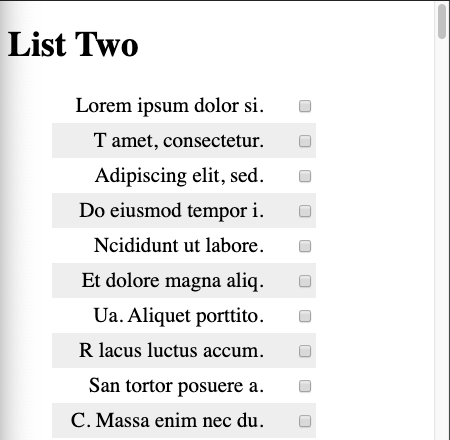 List Two
Lorem ipsum dolor si.
T amet, consectetur.
Adipiscing elit, sed.
Do eiusmod tempor i.
Ncididunt ut labore.
Et dolore magna aliq.
Ua. Aliquet porttito.
R lacus luctus accum.
San tortor posuere a.
C. Massa enim nec du.